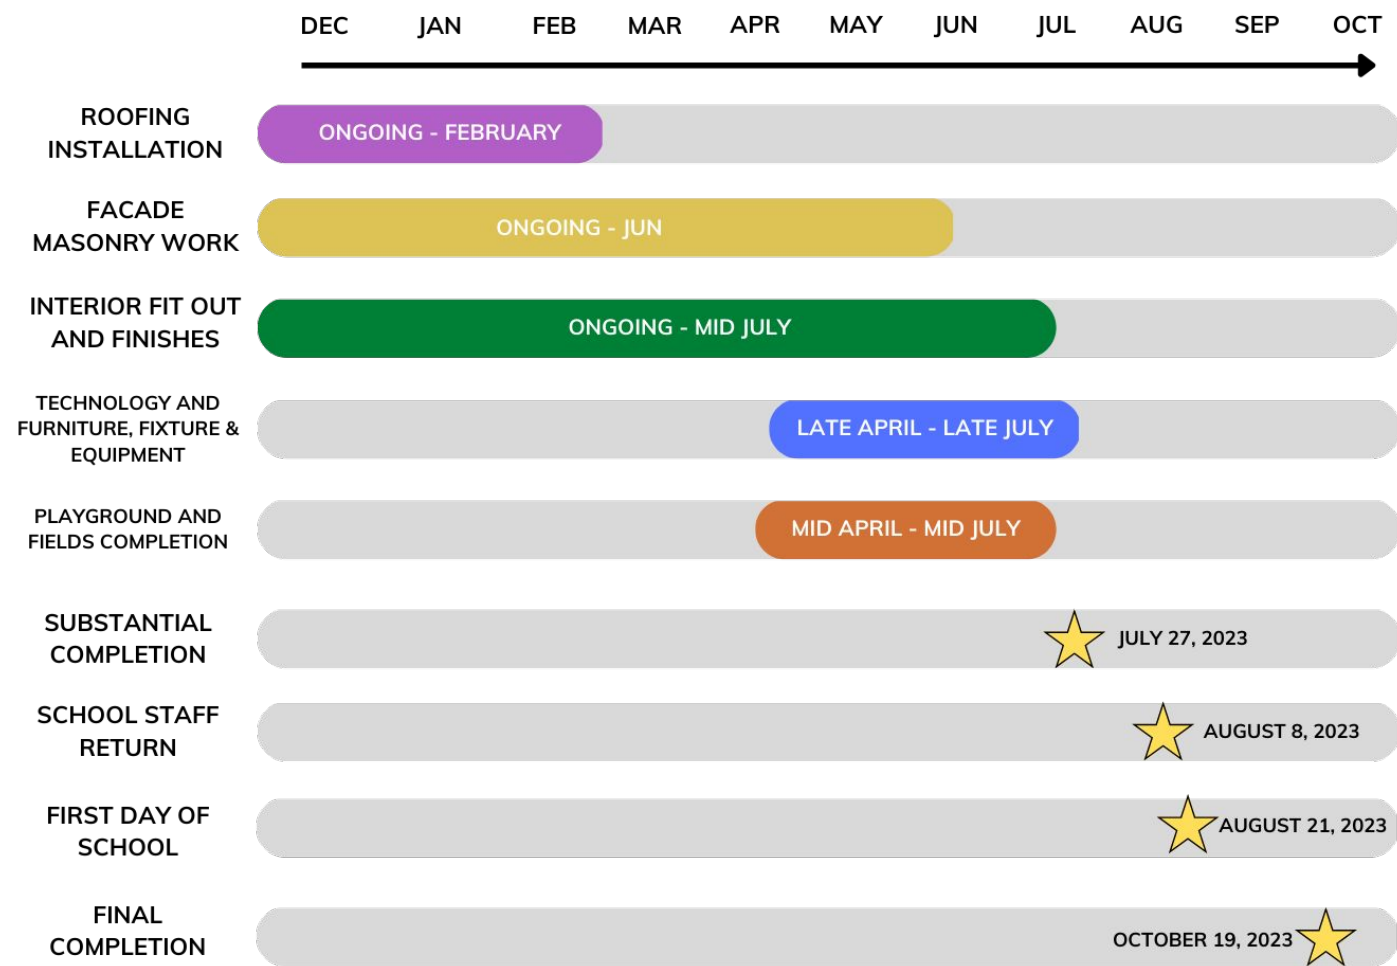 DEC JAN FEB MAR APR MAY JUN JUL AUG SEP OCT
ROOFING
INSTALLATION
ONGOING - FEBRUARY
FACADE
MASONRY WORK
ONGOING - JUN
INTERIOR FIT OUT
AND FINISHES
ONGOING - MID JULY
TECHNOLOGY AND
FURNITURE, FIXTURE &
EQUIPMENT
LATE APRIL - LATE JULY
PLAYGROUND AND
FIELDS COMPLETION
MID APRIL - MID JULY
SUBSTANTIAL
COMPLETION
JULY 27, 2023
SCHOOL STAFF
RETURN
AUGUST 8, 2023
FIRST DAY OF
SCHOOL
AUGUST 21, 2023
FINAL
COMPLETION
OCTOBER 19, 2023